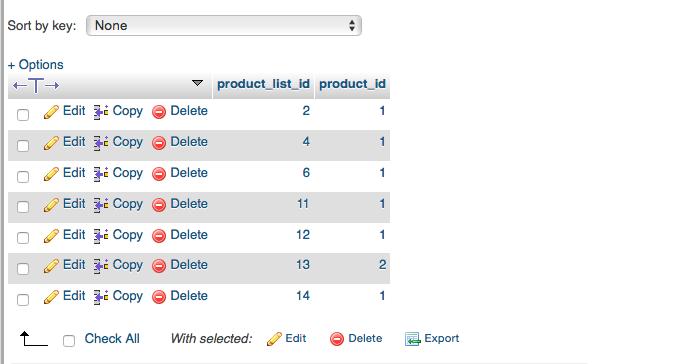 Sort by key: None
+ Options
←T→ product_list_id product_id
Edit Copy Delete 2 1
Edit Copy Delete 4 1
Edit Copy Delete 6 1
Edit Copy Delete 11 1
Edit Copy Delete 12 1
Edit Copy Delete 13 2
Edit Copy Delete 14 1
Check All With selected: Edit Delete Export